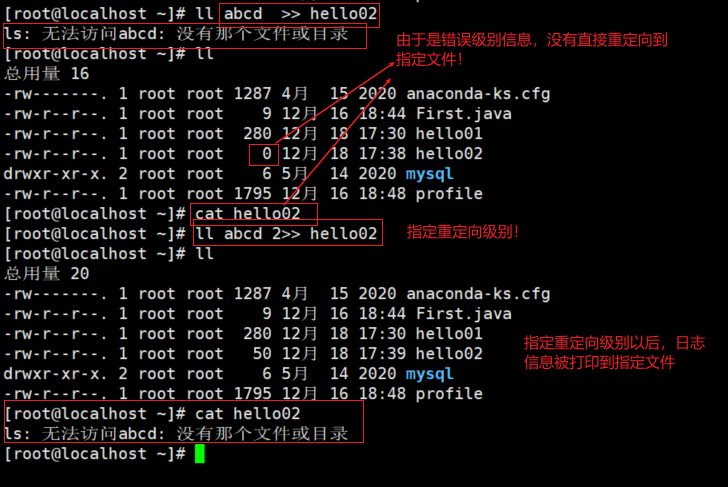 [root@localhost ~]# ll abcd  >> hello02
ls: 无法访问abcd: 没有那个文件或目录
由于是错误级别信息，没有直接重定向到
指定文件！
[root@localhost ~]# ll
总用量 16
-rw-------. 1 root root 1287 4月  15 2020 anaconda-ks.cfg
-rw-r--r--. 1 root root    9 12月 16 18:44 First.java
-rw-r--r--. 1 root root  280 12月 18 17:30 hello01
-rw-r--r--. 1 root root    0 12月 18 17:38 hello02
drwxr-xr-x. 2 root root    6 5月  14 2020 mysql
-rw-r--r--. 1 root root 1795 12月 16 18:48 profile
[root@localhost ~]# cat hello02
[root@localhost ~]# ll abcd 2>> hello02
指定重定向级别！
[root@localhost ~]# ll
总用量 20
-rw-------. 1 root root 1287 4月  15 2020 anaconda-ks.cfg
-rw-r--r--. 1 root root    9 12月 16 18:44 First.java
-rw-r--r--. 1 root root  280 12月 18 17:30 hello01
-rw-r--r--. 1 root root   50 12月 18 17:39 hello02
drwxr-xr-x. 2 root root    6 5月  14 2020 mysql
-rw-r--r--. 1 root root 1795 12月 16 18:48 profile
指定重定向级别以后，日志
信息被打印到指定文件
[root@localhost ~]# cat hello02
ls: 无法访问abcd: 没有那个文件或目录
[root@localhost ~]#